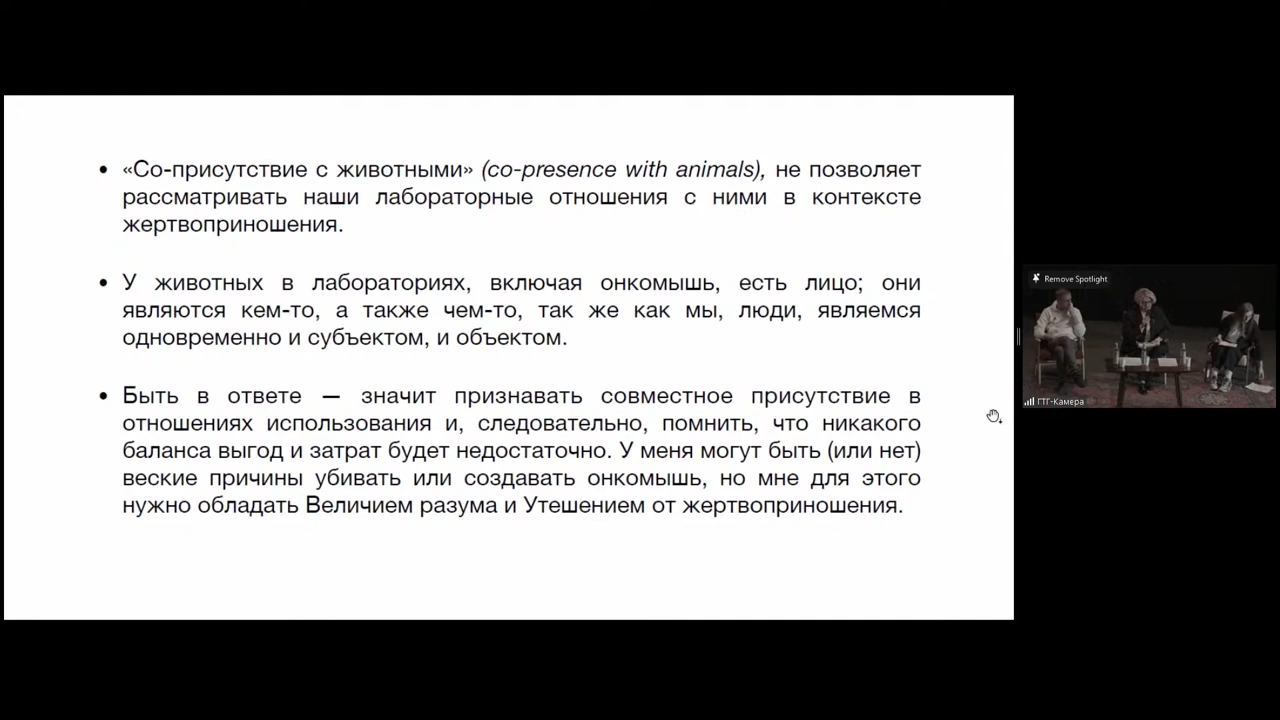 • «Со-присутствие с животными» (co-presence with animals), не позволяет
рассматривать наши лабораторные отношения с ними в контексте
жертвоприношения.
• У животных в лабораториях, включая онкомышь, есть лицо; они
являются кем-то, а также чем-то, так же как мы, люди, являемся
одновременно и субъектом, и объектом.
• Быть в ответе — значит признавать совместное присутствие в
отношениях использования и, следовательно, помнить, что никакого
баланса выгод и затрат будет недостаточно. У меня могут быть (или нет)
веские причины убивать или создавать онкомышь, но мне для этого
нужно обладать Величием разума и Утешением от жертвоприношения.
Remove Spotlight
ГТГ-Камера